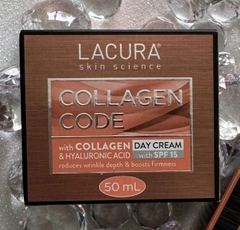 LACURA®
skin science
COLLAGEN
CODE
with COLLAGEN DAY CREAM
& HYALURONIC ACID with SPF 15
reduces wrinkle depth & boosts firmness
50 mL